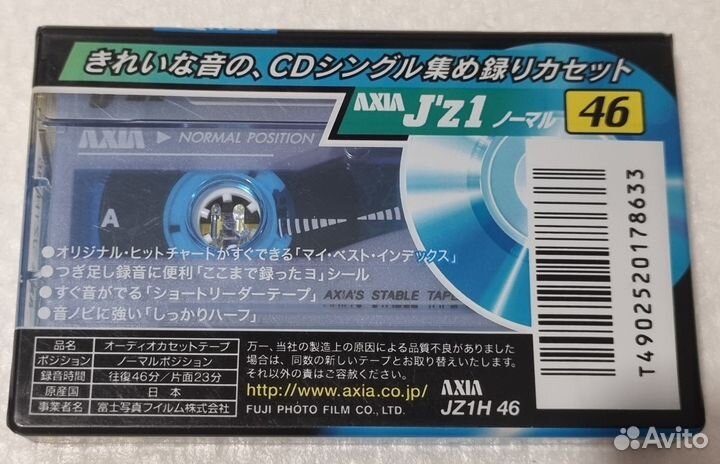 きれいな音の、CDシングル集め録りカセット
AXIA J'z1 ノーマル 46
AXIA ▶ NORMAL POSITION
A
●オリジナル・ヒットチャートがすぐできる「マイ・ベスト・インデックス」
●つぎ足し録音に便利「ここまで録ったヨ」シール
●すぐ音がでる「ショートリーダーテープ」
AXIA'S STABLE TAPE
●音ノビに強い「しっかりハーフ」
品名 オーディオカセットテープ
ポジション ノーマルポジション
録音時間 往復46分/片面23分
原産国 日本
事業者名 富士写真フイルム株式会社
万一、当社の製造上の原因による品質不良がありました
場合は、同数の新しいテープとお取り替えいたします。
それ以外の責はご容赦ください。
http://www.axia.co.jp/
FUJI PHOTO FILM CO., LTD.
AXIA
JZ1H 46
T4902520178633
Avito